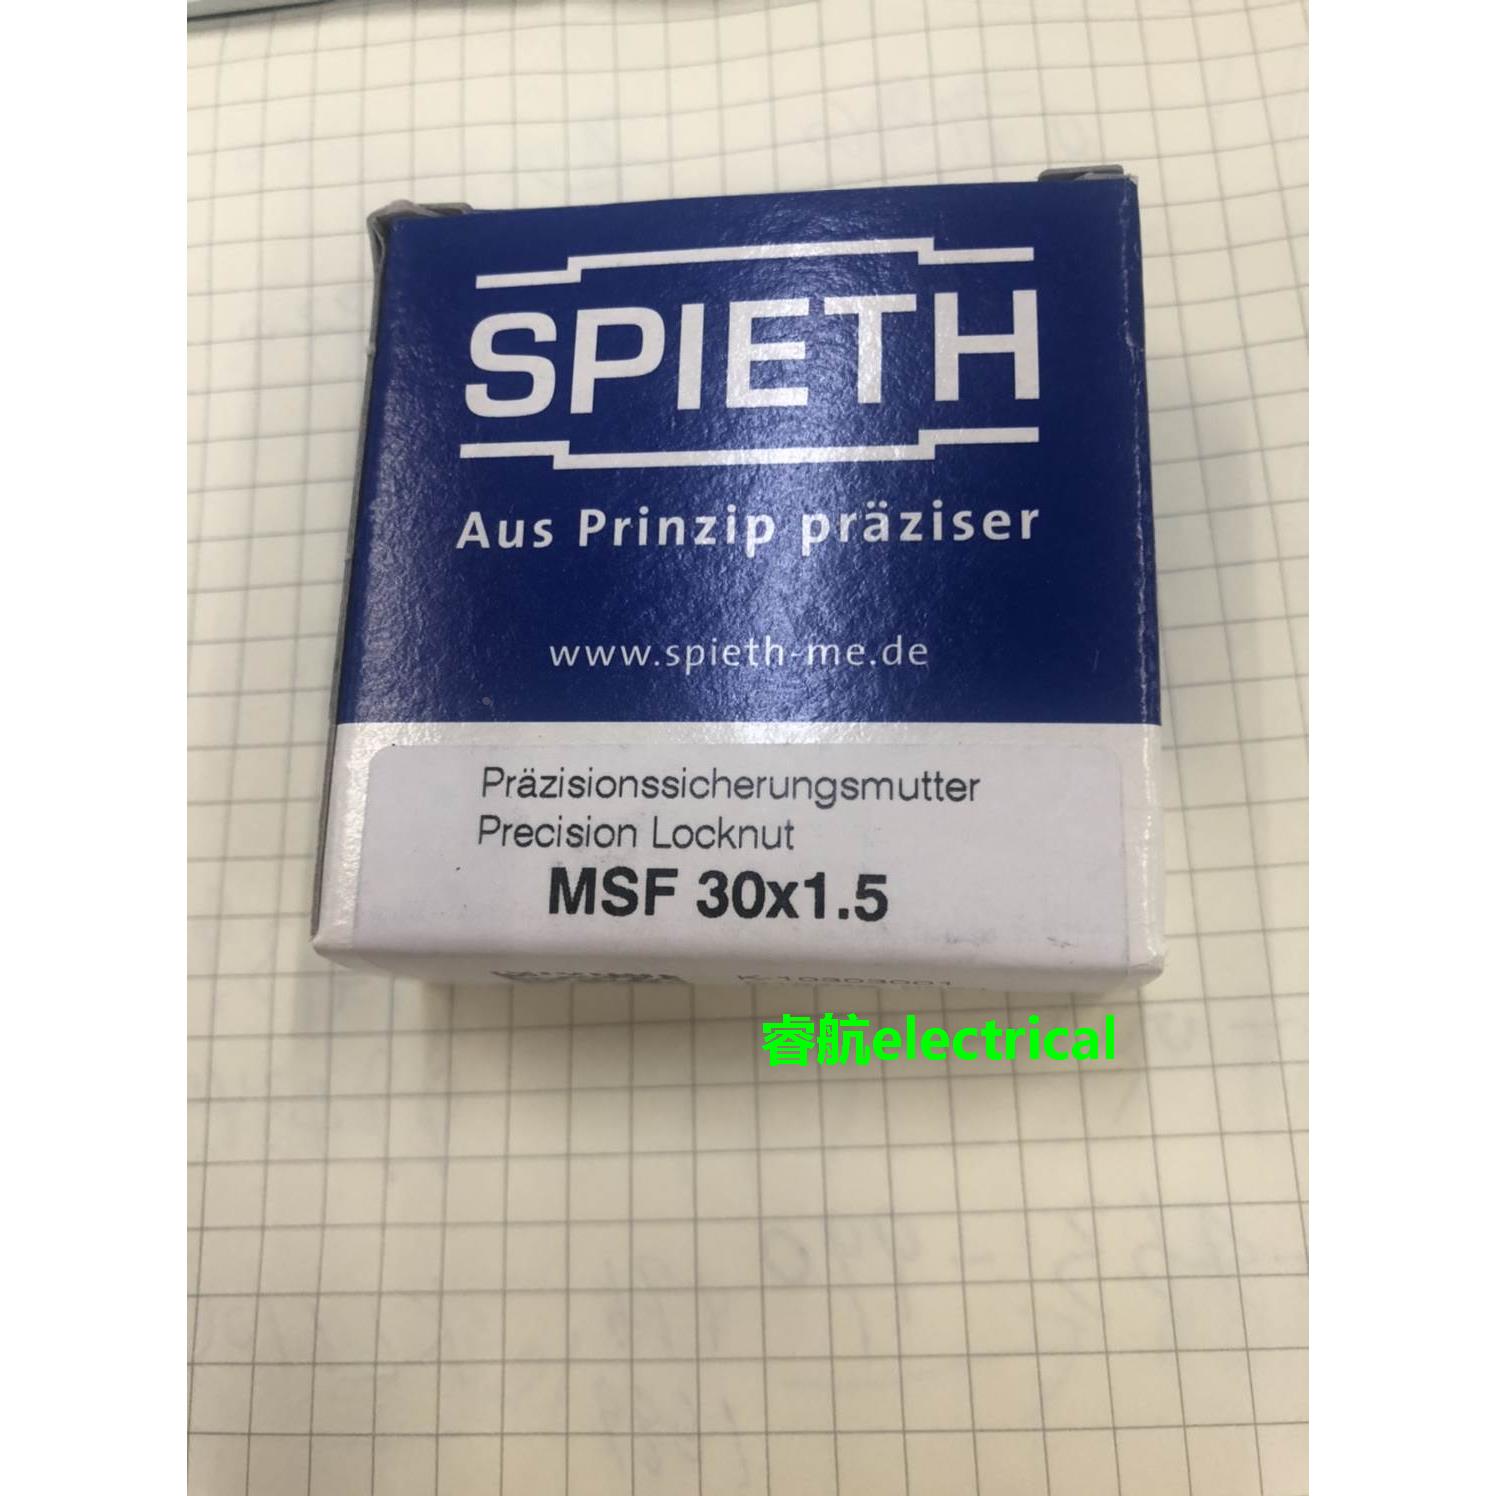 SPIETH
Aus Prinzip präziser
www.spieth-me.de
Präzisionssicherungsmutter
Precision Locknut
MSF 30x1.5
K-10303001
睿航electrical